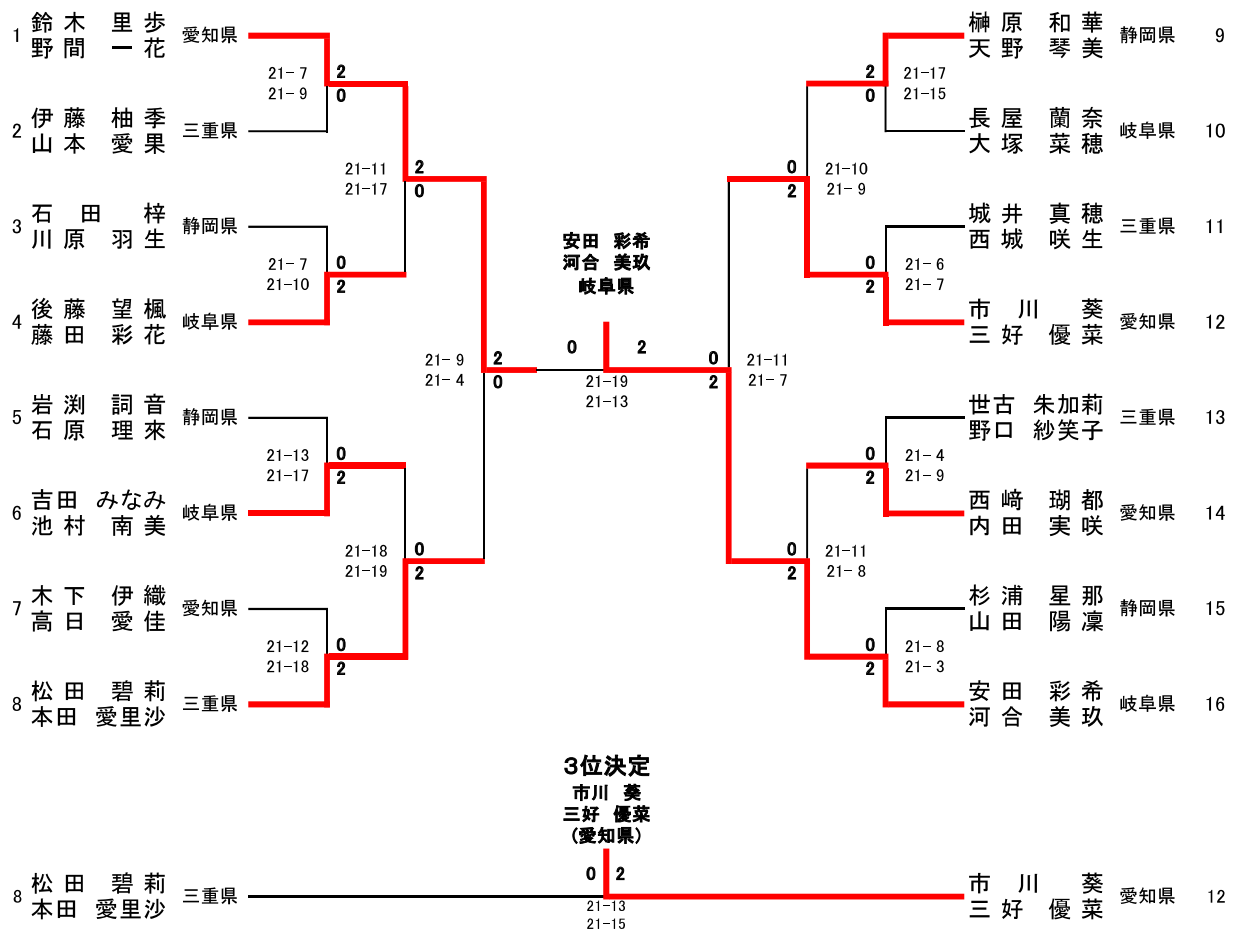 1 鈴木 里歩 愛知県
野間 一花
21-7 2
21-9 0
2 伊藤 柚季 三重県
山本 愛果
21-11 2
21-17 0
3 石田 梓 静岡県
川原 羽生
21-7 0
21-10 2
4 後藤 望楓 岐阜県
藤田 彩花
21-9 2
21-4 0
5 岩渕 詞音 静岡県
石原 理來
21-13 0
21-17 2
6 吉田 みなみ 岐阜県
池村 南美
21-18 0
21-19 2
7 木下 伊織 愛知県
高日 愛佳
21-12 0
21-18 2
8 松田 碧莉 三重県
本田 愛里沙
安田 彩希
河合 美玖
岐阜県
0 2
21-19
21-13
榊原 和華 静岡県 9
天野 琴美
2 21-17
0 21-15
長屋 蘭奈 岐阜県 10
大塚 菜穂
0 21-10
2 21-9
城井 真穂 三重県 11
西城 咲生
0 21-6
2 21-7
市川 葵 愛知県 12
三好 優菜
0 21-11
2 21-7
世古 朱加莉 三重県 13
野口 紗笑子
0 21-4
2 21-9
西﨑 瑚都 愛知県 14
内田 実咲
0 21-11
2 21-8
杉浦 星那 静岡県 15
山田 陽凜
0 21-8
2 21-3
安田 彩希 岐阜県 16
河合 美玖
3位決定
市川 葵
三好 優菜
(愛知県)
0 2
21-13
21-15
8 松田 碧莉 三重県
本田 愛里沙
市川 葵 愛知県 12
三好 優菜